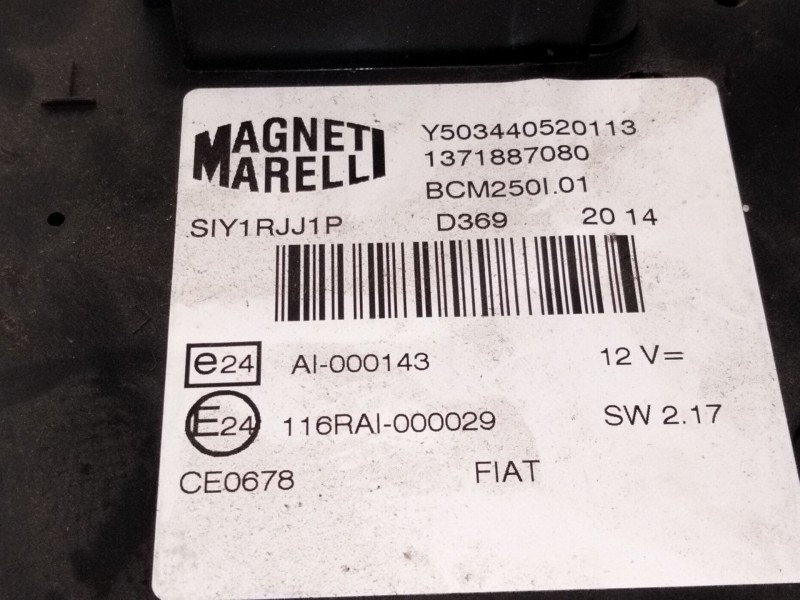 MAGNETI
MARELLI
Y503440520113
1371887080
BCM250I.01
SIY1RJJ1P D369 20 14
e24 AI-000143 12 V=
E24 116RAI-000029 SW 2.17
CE0678 FIAT